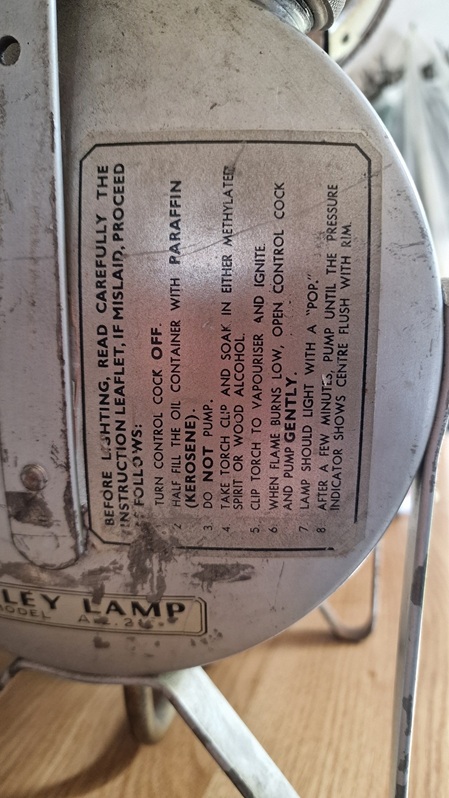 BEFORE LIGHTING, READ CAREFULLY THE
INSTRUCTION LEAFLET, IF MISLAID, PROCEED
FOLLOWS:
TURN CONTROL COCK OFF.
2 HALF FILL THE OIL CONTAINER WITH PARAFFIN
(KEROSENE).
3 DO NOT PUMP.
4 TAKE TORCH CLIP AND SOAK IN EITHER METHYLATED
SPIRIT OR WOOD ALCOHOL.
5 CLIP TORCH TO VAPOURISER AND IGNITE.
6 WHEN FLAME BURNS LOW, OPEN CONTROL COCK
AND PUMP GENTLY.
7 LAMP SHOULD LIGHT WITH A "POP."
8 AFTER A FEW MINUTES, PUMP UNTIL THE PRESSURE
INDICATOR SHOWS CENTRE FLUSH WITH RIM.
LEY LAMP
MODEL